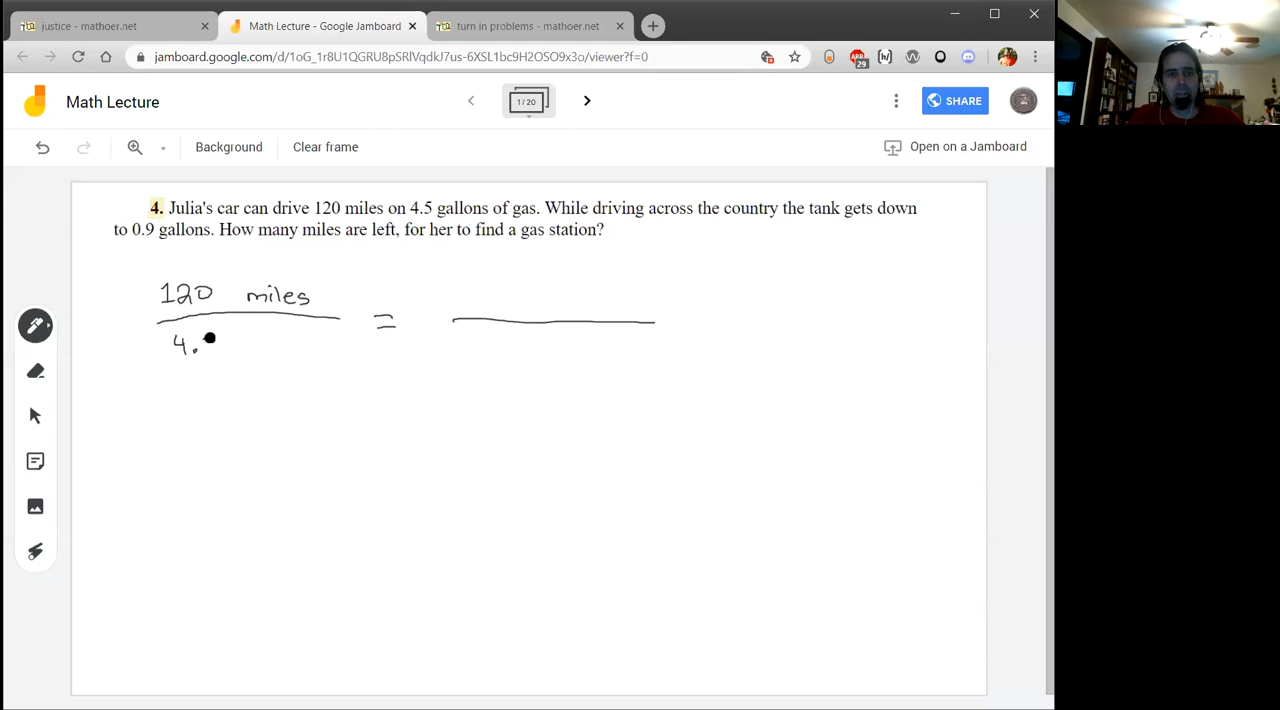 justice - mathoer.net
Math Lecture - Google Jamboard
turn in problems - mathoer.net
jamboard.google.com/d/1oG_1r8U1QGRU8pSRlVqdkJ7us-6XSL1bc9H2OSO9x3o/viewer?f=0
29
Math Lecture
1/20
SHARE
Background
Clear frame
Open on a Jamboard
4. Julia's car can drive 120 miles on 4.5 gallons of gas. While driving across the country the tank gets down
to 0.9 gallons. How many miles are left, for her to find a gas station?
120 miles
=
4.